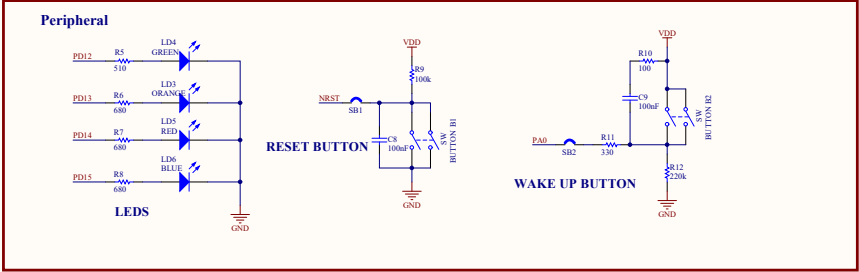 Peripheral
PD12
R5
510
LD4
GREEN
PD13
R6
680
LD3
ORANGE
PD14
R7
680
LD5
RED
PD15
R8
680
LD6
BLUE
GND
LEDS
VDD
R9
100k
NRST
SB1
C8
100nF
SW
BUTTON B1
RESET BUTTON
GND
VDD
R10
100
C9
100nF
SW
BUTTON B2
PA0
SB2
R11
330
R12
220k
WAKE UP BUTTON
GND